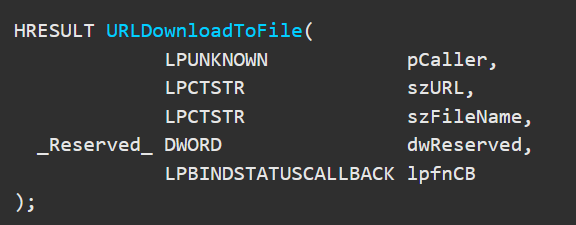 HRESULT URLDownloadToFile(
LPUNKNOWN pCaller,
LPCTSTR szURL,
LPCTSTR szFileName,
_Reserved_ DWORD dwReserved,
LPBINDSTATUSCALLBACK lpfnCB
);